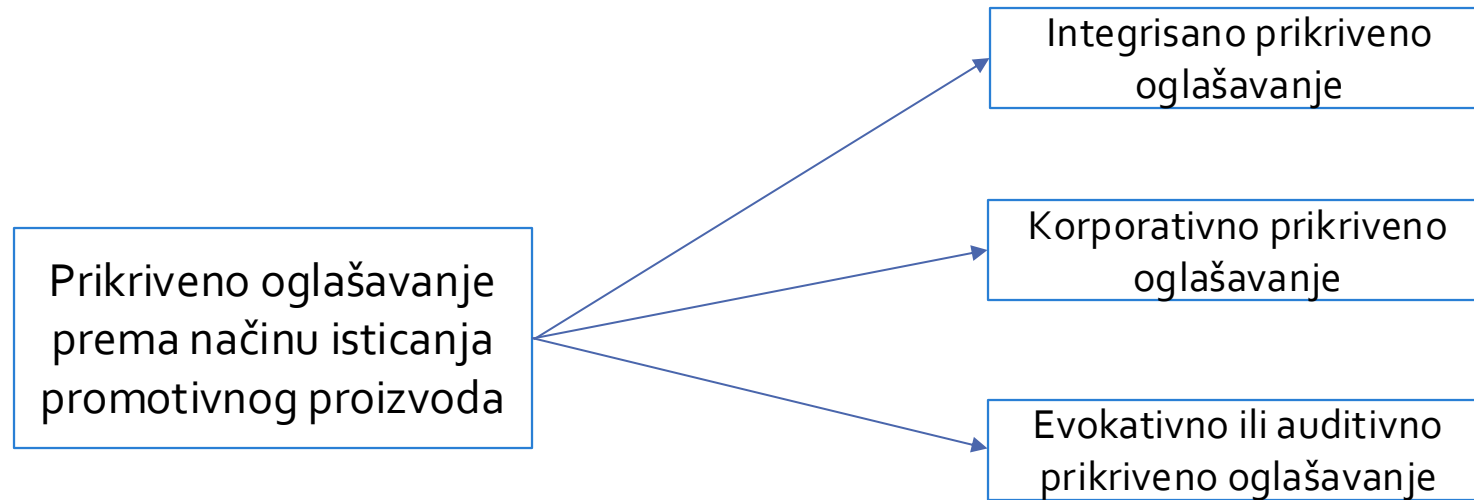 Integrisano prikriveno
oglašavanje
Korporativno prikriveno
oglašavanje
Prikriveno oglašavanje
prema načinu isticanja
promotivnog proizvoda
Evokativno ili auditivno
prikriveno oglašavanje